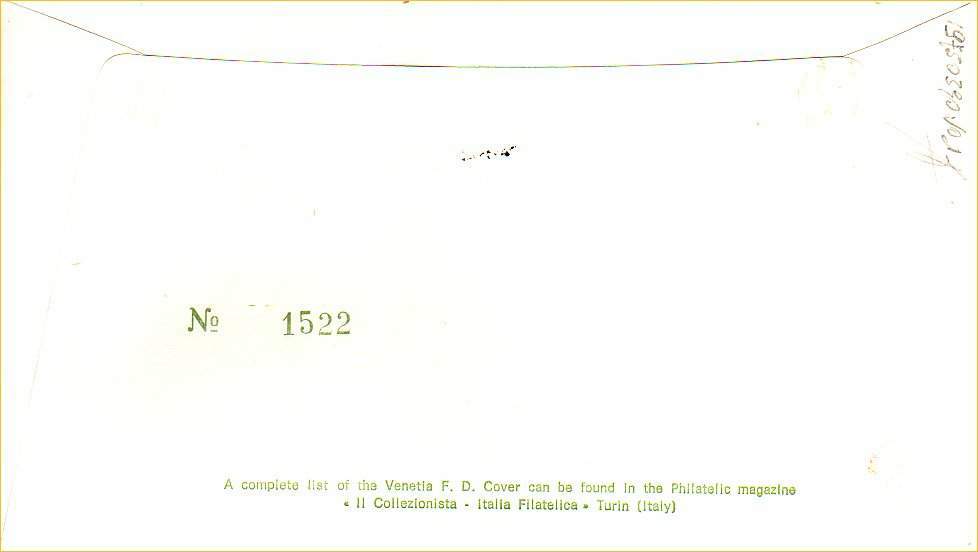 № 1522
A complete list of the Venetia F. D. Cover can be found in the Philatelic magazine
« Il Collezionista - Italia Filatelica » Turin (Italy)